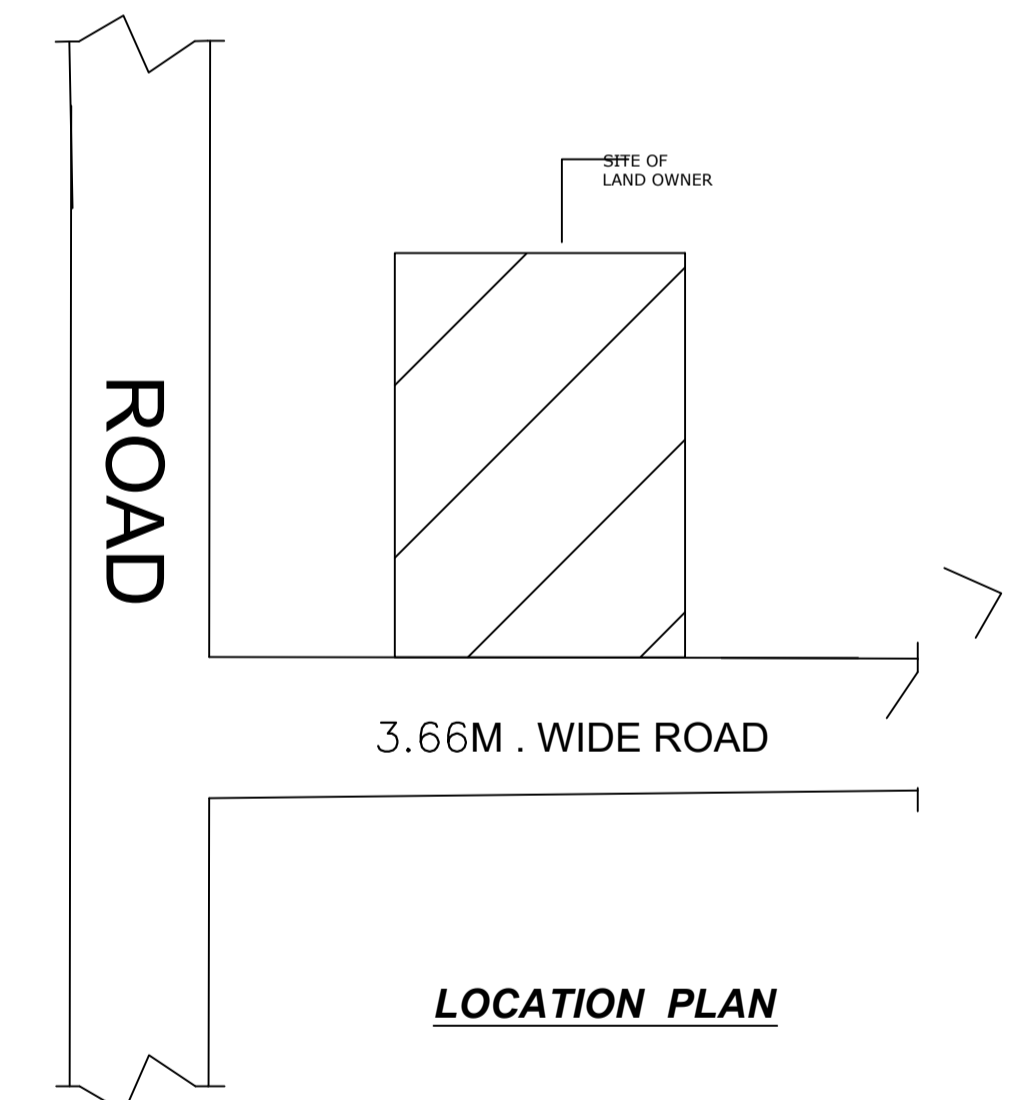 SITE OF
LAND OWNER
ROAD
3.66M . WIDE ROAD
LOCATION PLAN